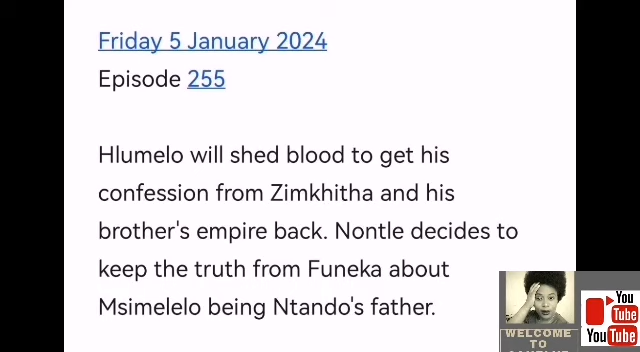 Friday 5 January 2024
Episode 255
Hlumelo will shed blood to get his
confession from Zimkhitha and his
brother's empire back. Nontle decides to
keep the truth from Funeka about
Msimelelo being Ntando's father.
You
Tube
YouTube
WELCOME
TO